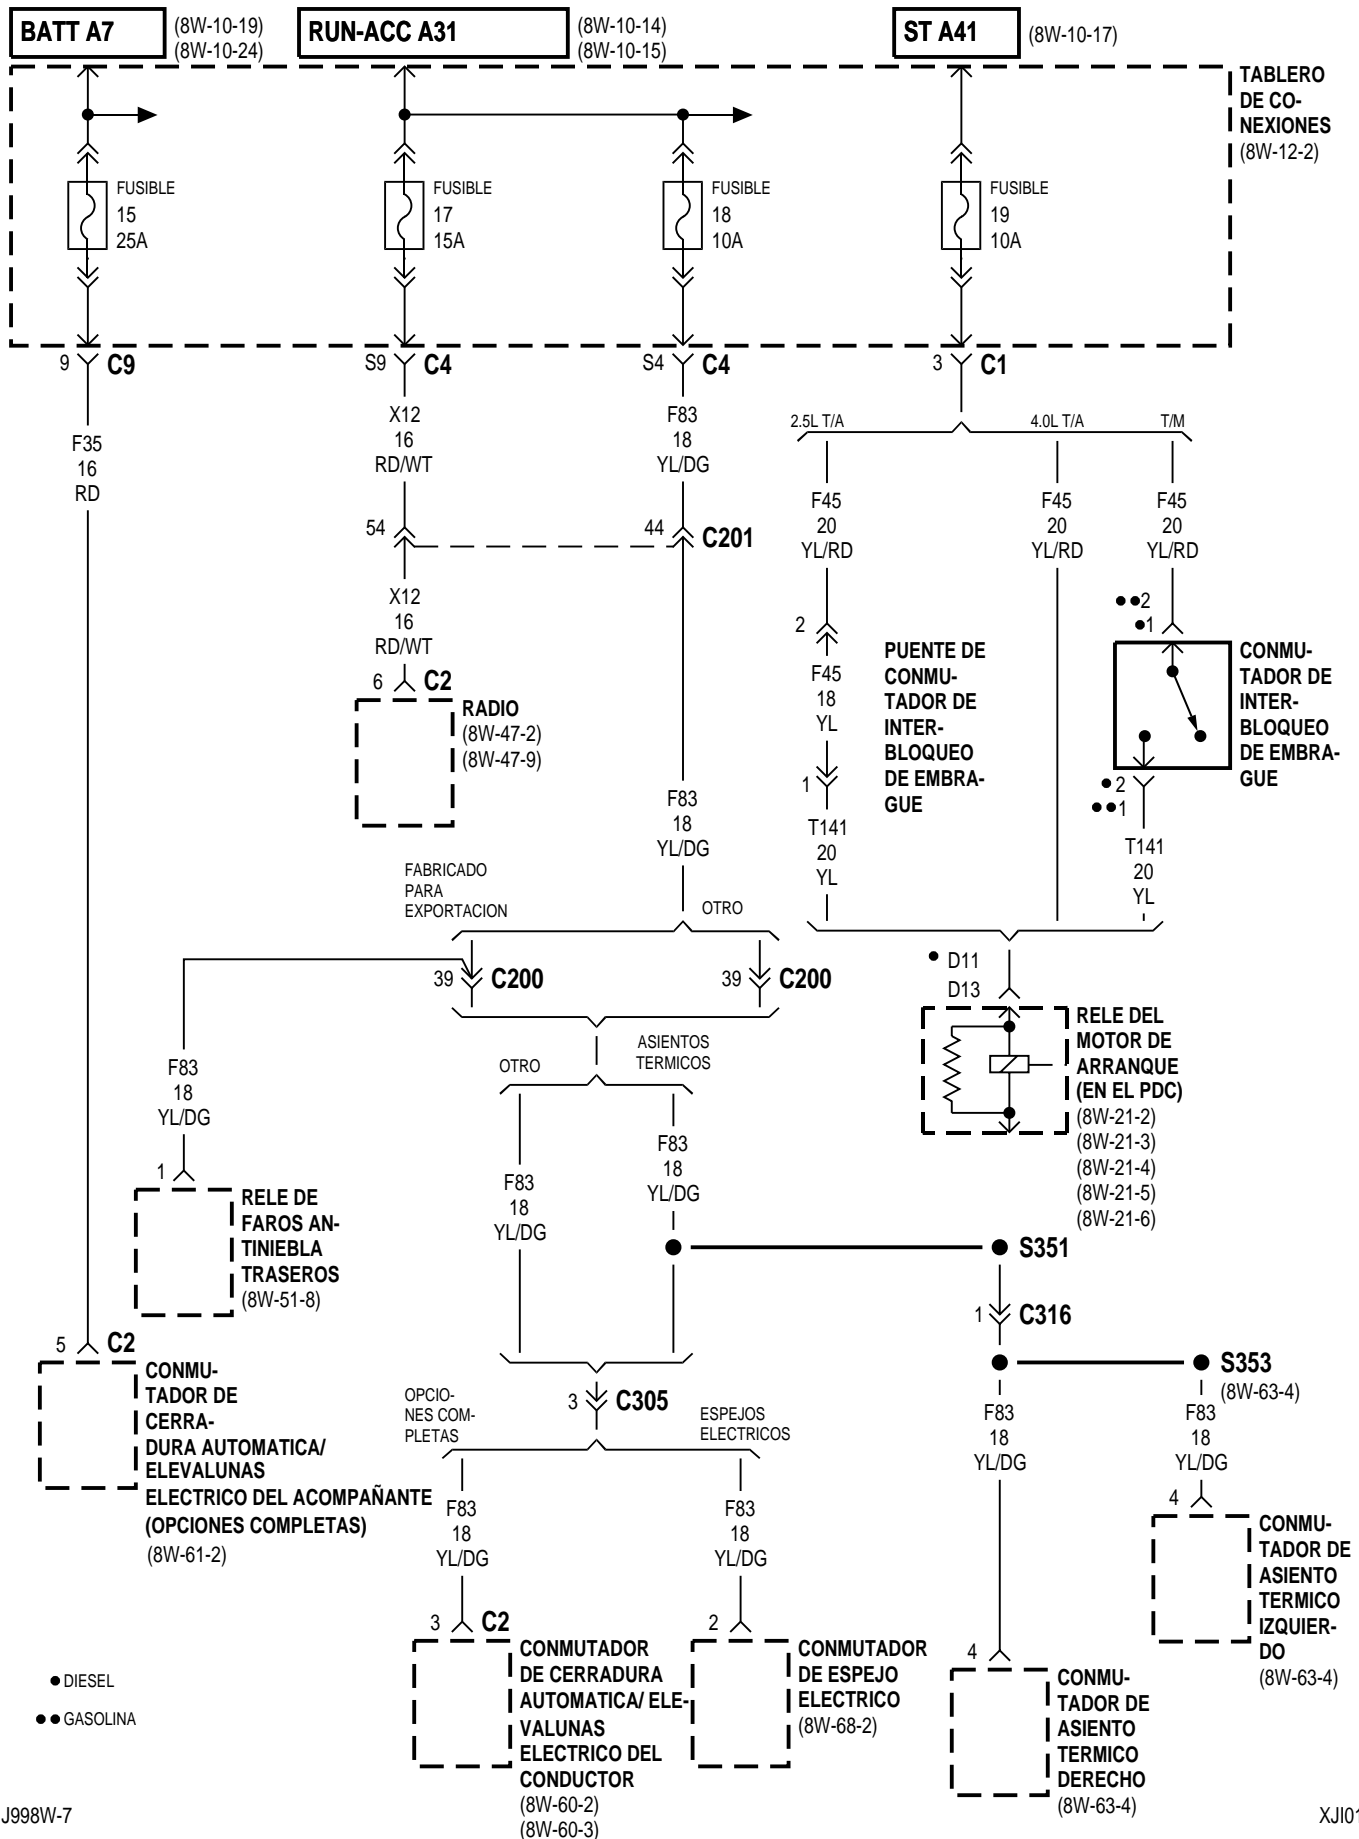 BATT A7
(8W-10-19)
(8W-10-24)
RUN-ACC A31
(8W-10-14)
(8W-10-15)
ST A41
(8W-10-17)
TABLERO
DE CO-
NEXIONES
(8W-12-2)
FUSIBLE
15
25A
FUSIBLE
17
15A
FUSIBLE
18
10A
FUSIBLE
19
10A
9 C9
S9 C4
S4 C4
3 C1
F35
16
RD
X12
16
RD/WT
F83
18
YL/DG
2.5L T/A
4.0L T/A
T/M
F45
20
YL/RD
F45
20
YL/RD
F45
20
YL/RD
54
44 C201
X12
16
RD/WT
6 C2
RADIO
(8W-47-2)
(8W-47-9)
2
F45
18
YL
1
T141
20
YL
PUENTE DE
CONMU-
TADOR DE
INTER-
BLOQUEO
DE EMBRA-
GUE
●●2
●1
CONMU-
TADOR DE
INTER-
BLOQUEO
DE EMBRA-
GUE
●2
●●1
T141
20
YL
F83
18
YL/DG
FABRICADO
PARA
EXPORTACION
OTRO
39 C200
39 C200
● D11
D13
RELE DEL
MOTOR DE
ARRANQUE
(EN EL PDC)
(8W-21-2)
(8W-21-3)
(8W-21-4)
(8W-21-5)
(8W-21-6)
OTRO
ASIENTOS
TERMICOS
F83
18
YL/DG
1
RELE DE
FAROS AN-
TINIEBLA
TRASEROS
(8W-51-8)
F83
18
YL/DG
F83
18
YL/DG
S351
1 C316
S353
(8W-63-4)
5 C2
CONMU-
TADOR DE
CERRA-
DURA AUTOMATICA/
ELEVALUNAS
ELECTRICO DEL ACOMPAÑANTE
(OPCIONES COMPLETAS)
(8W-61-2)
3 C305
OPCIO-
NES COM-
PLETAS
ESPEJOS
ELECTRICOS
F83
18
YL/DG
F83
18
YL/DG
F83
18
YL/DG
F83
18
YL/DG
4
CONMU-
TADOR DE
ASIENTO
TERMICO
IZQUIER-
DO
(8W-63-4)
3 C2
CONMUTADOR
DE CERRADURA
AUTOMATICA/ ELE-
VALUNAS
ELECTRICO DEL
CONDUCTOR
(8W-60-2)
(8W-60-3)
2
CONMUTADOR
DE ESPEJO
ELECTRICO
(8W-68-2)
4
CONMU-
TADOR DE
ASIENTO
TERMICO
DERECHO
(8W-63-4)
● DIESEL
●● GASOLINA
J998W-7